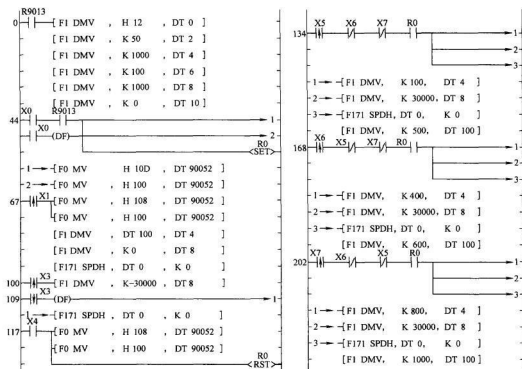 R9013
0 [ F1 DMV , H 12 , DT 0 ]
[ F1 DMV , K 50 , DT 2 ]
[ F1 DMV , K1000 , DT 4 ]
[ F1 DMV , K 100 , DT 6 ]
[ F1 DMV , K1000 , DT 8 ]
[ F1 DMV , K 0 , DT 10 ]
X0 R9013
44 1
X0 (DF) 2
R0
<SET>
1 [ F0 MV , H 10D , DT 90052 ]
2 [ F0 MV , H 100 , DT 90052 ]
67 X1 [ F0 MV , H 108 , DT 90052 ]
[ F0 MV , H 100 , DT 90052 ]
[ F1 DMV , DT 100 , DT 4 ]
[ F1 DMV , K 0 , DT 8 ]
[ F171 SPDH , DT 0 , K 0 ]
X3
100 [ F1 DMV , K-30000 , DT 8 ]
X3
109 (DF) 1
1 [ F171 SPDH , DT 0 , K 0 ]
X4
117 [ F0 MV , H 108 , DT 90052 ]
[ F0 MV , H 100 , DT 90052 ]
R0
<RST>
X5 X6 X7 R0
134 1
2
3
1 [ F1 DMV, K 100, DT 4 ]
2 [ F1 DMV, K 30000, DT 8 ]
3 [F171 SPDH, DT 0, K 0 ]
[F1 DMV, K 500, DT 100 ]
X6 X5 X7 R0
168 1
2
3
1 [ F1 DMV, K 400, DT 4 ]
2 [ F1 DMV, K 30000, DT 8 ]
3 [F171 SPDH, DT 0, K 0 ]
[F1 DMV, K 600, DT 100 ]
X7 X6 X5 R0
202 1
2
3
1 [ F1 DMV, K 800, DT 4 ]
2 [ F1 DMV, K 30000, DT 8 ]
3 [F171 SPDH, DT 0, K 0 ]
[F1 DMV, K 1000, DT 100 ]